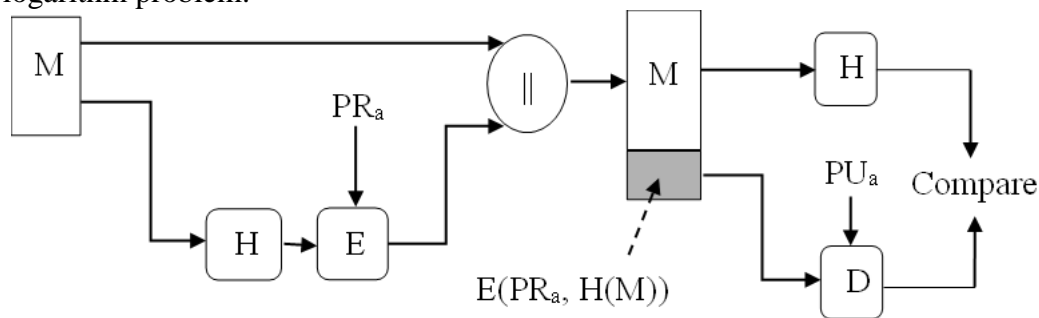 logarithm problem.
M
||
M
H
PRₐ
PUₐ
Compare
H
E
D
E(PRₐ, H(M))